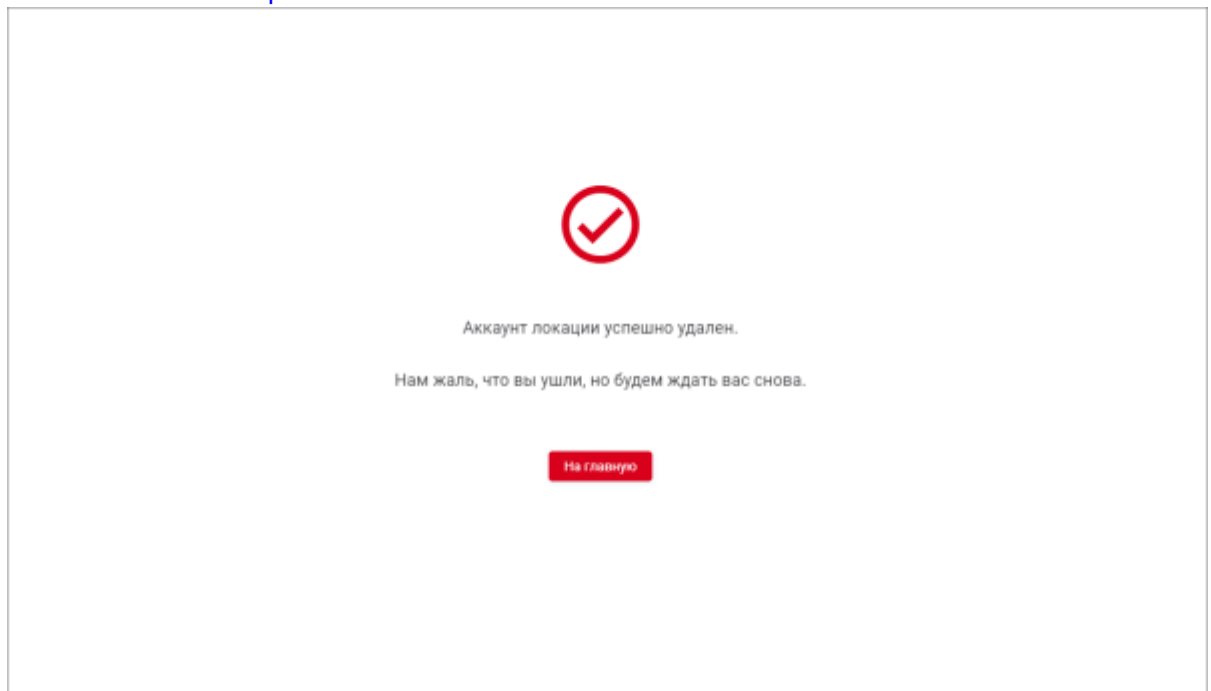 Аккаунт локации успешно удален.
Нам жаль, что вы ушли, но будем ждать вас снова.
На главную